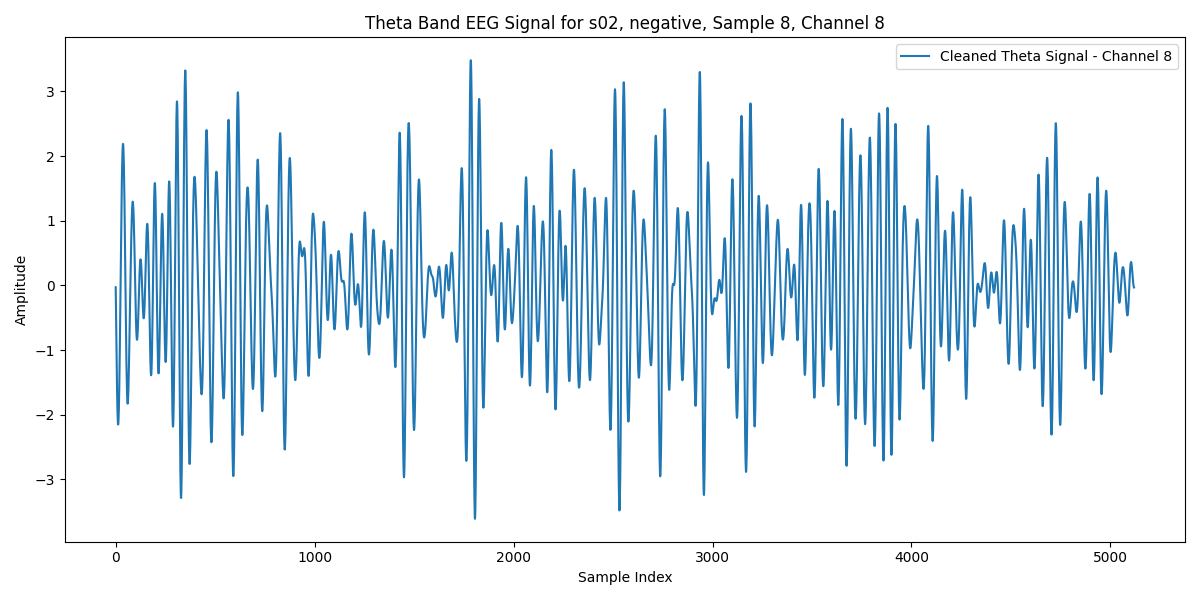 Theta Band EEG Signal for s02, negative, Sample 8, Channel 8
Cleaned Theta Signal - Channel 8
3
2
1
0
−1
−2
−3
Amplitude
0 1000 2000 3000 4000 5000
Sample Index